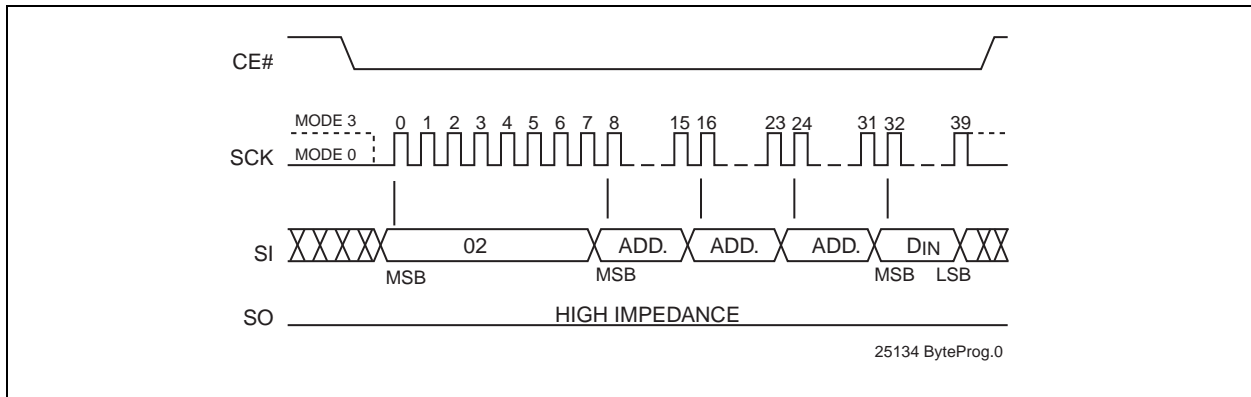 CE#
MODE 3
0 1 2 3 4 5 6 7 8 15 16 23 24 31 32 39
SCK
MODE 0
SI
02 ADD. ADD. ADD. DIN
MSB MSB MSB LSB
SO
HIGH IMPEDANCE
25134 ByteProg.0